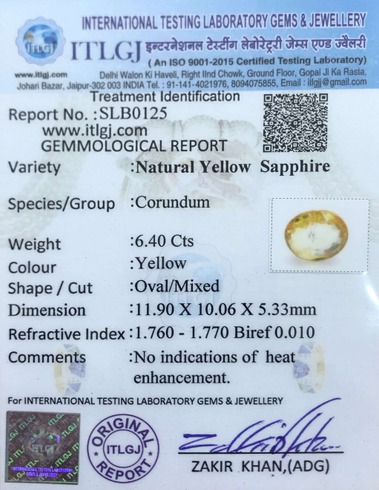 INTERNATIONAL TESTING LABORATORY GEMS & JEWELLERY
ITLGJ इन्टरनेशनल टेस्टींग लेबोरेट्री जेम्स एण्ड ज्वैलरी
( An ISO 9001-2015 Certified Testing Laboratory)
www.itlgj.com Delhi Walon Ki Haveli, Right IInd Chowk, Ground Floor, Gopal Ji Ka Rasta,
Johari Bazar, Jaipur-302 003 INDIA Tel.: 91-141-4021976, 8094075855, Email : itlgj@gmail.com
Treatment Identification
Report No. :SLB0125
www.itlgj.com
GEMMOLOGICAL REPORT
Variety :Natural Yellow Sapphire
Species/Group :Corundum
Weight :6.40 Cts
Colour :Yellow
Shape / Cut :Oval/Mixed
Dimension :11.90 X 10.06 X 5.33mm
Refractive Index :1.760 - 1.770 Biref 0.010
Comments :No indications of heat
enhancement.
For INTERNATIONAL TESTING LABORATORY GEMS & JEWELLERY
ORIGINAL
ITLGJ
REPORT
ZAKIR KHAN,(ADG)